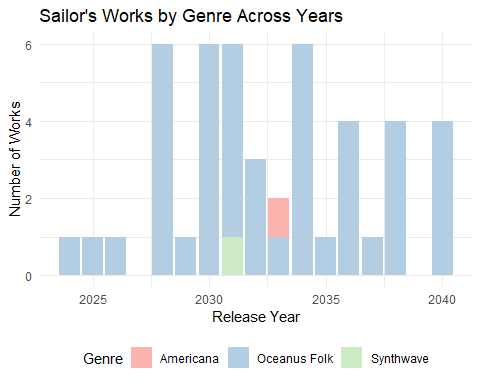 Sailor's Works by Genre Across Years
Number of Works
6
4
2
0
2025 2030 2035 2040
Release Year
Genre Americana Oceanus Folk Synthwave